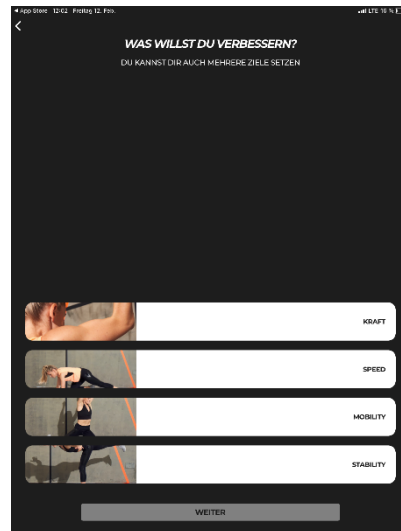 App Store 12:02 Freitag 12. Feb.
LTE 18 %
WAS WILLST DU VERBESSERN?
DU KANNST DIR AUCH MEHRERE ZIELE SETZEN
KRAFT
SPEED
MOBILITY
STABILITY
WEITER